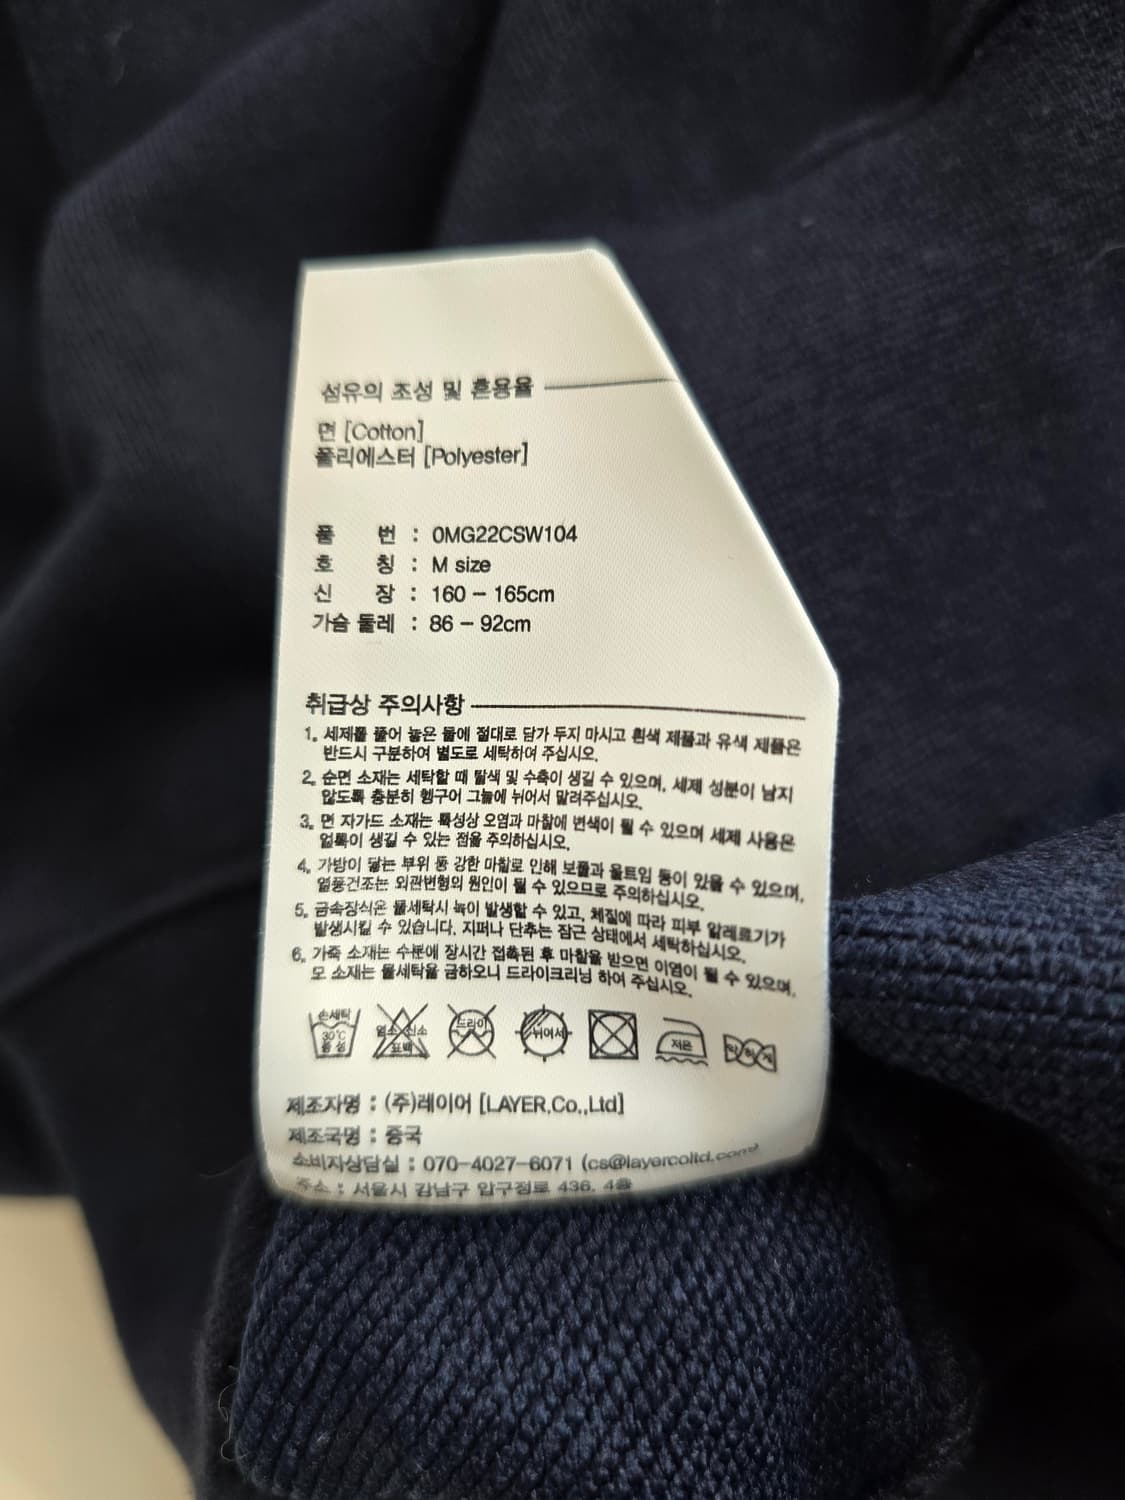 섬유의 조성 및 혼용율
면 [Cotton]
폴리에스터 [Polyester]
품 번 : 0MG22CSW104
호 칭 : M size
신 장 : 160 - 165cm
가슴 둘레 : 86 - 92cm
취급상 주의사항
1. 세제를 풀어 놓은 물에 절대로 담가 두지 마시고 흰색 제품과 유색 제품은
반드시 구분하여 별도로 세탁하여 주십시오.
2. 순면 소재는 세탁할 때 탈색 및 수축이 생길 수 있으며, 세제 성분이 남지
않도록 충분히 헹구어 그늘에 뉘어서 말려주십시오.
3. 면 자가드 소재는 특성상 오염과 마찰에 변색이 될 수 있으며 세제 사용은
얼룩이 생길 수 있는 점을 주의하십시오.
4. 가방이 닿는 부위 등 강한 마찰로 인해 보풀과 올트임 등이 있을 수 있으며,
열풍건조는 외관변형의 원인이 될 수 있으므로 주의하십시오.
5. 금속장식은 물세탁시 녹이 발생할 수 있고, 체질에 따라 피부 알레르기가
발생시킬 수 있습니다. 지퍼나 단추는 잠근 상태에서 세탁하십시오.
6. 가죽 소재는 수분에 장시간 접촉된 후 마찰을 받으면 이염이 될 수 있으며,
모 소재는 물세탁을 금하오니 드라이크리닝 하여 주십시오.
손세탁 30℃ 중성
염소 산소 표백
드라이
뉘어서
저온
약하게
제조자명 : (주)레이어 [LAYER.Co.,Ltd]
제조국명 : 중국
소비자상담실 : 070-4027-6071 (cs@layercoltd.com)
주소 : 서울시 강남구 압구정로 436, 4층